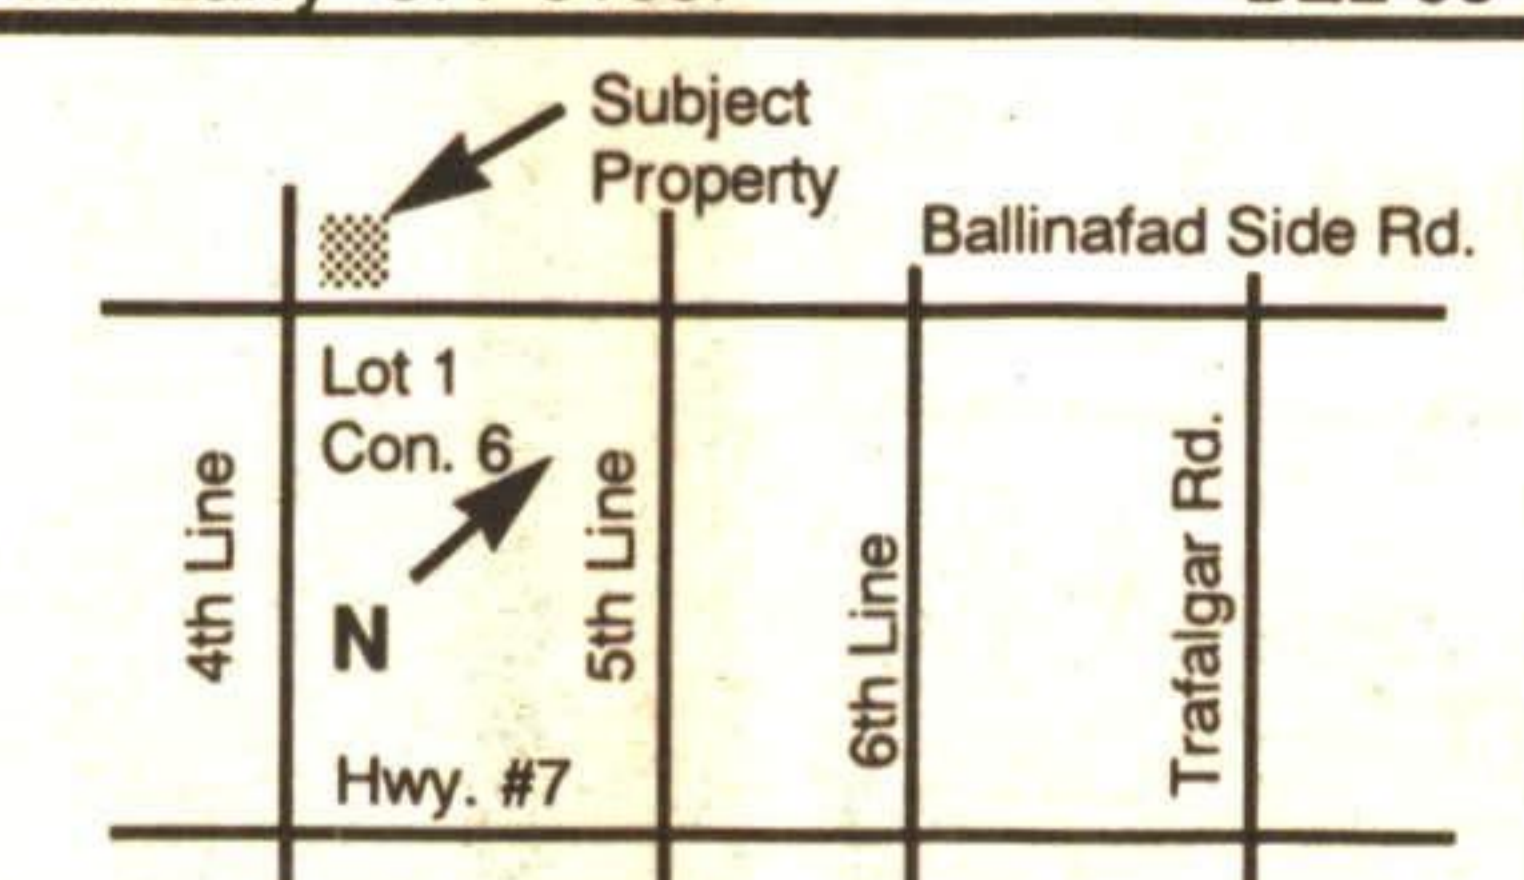 Subject
Property
Ballinafad Side Rd.
Lot 1
Con. 6
4th Line
5th Line
6th Line
Trafalgar Rd.
N
Hwy. #7